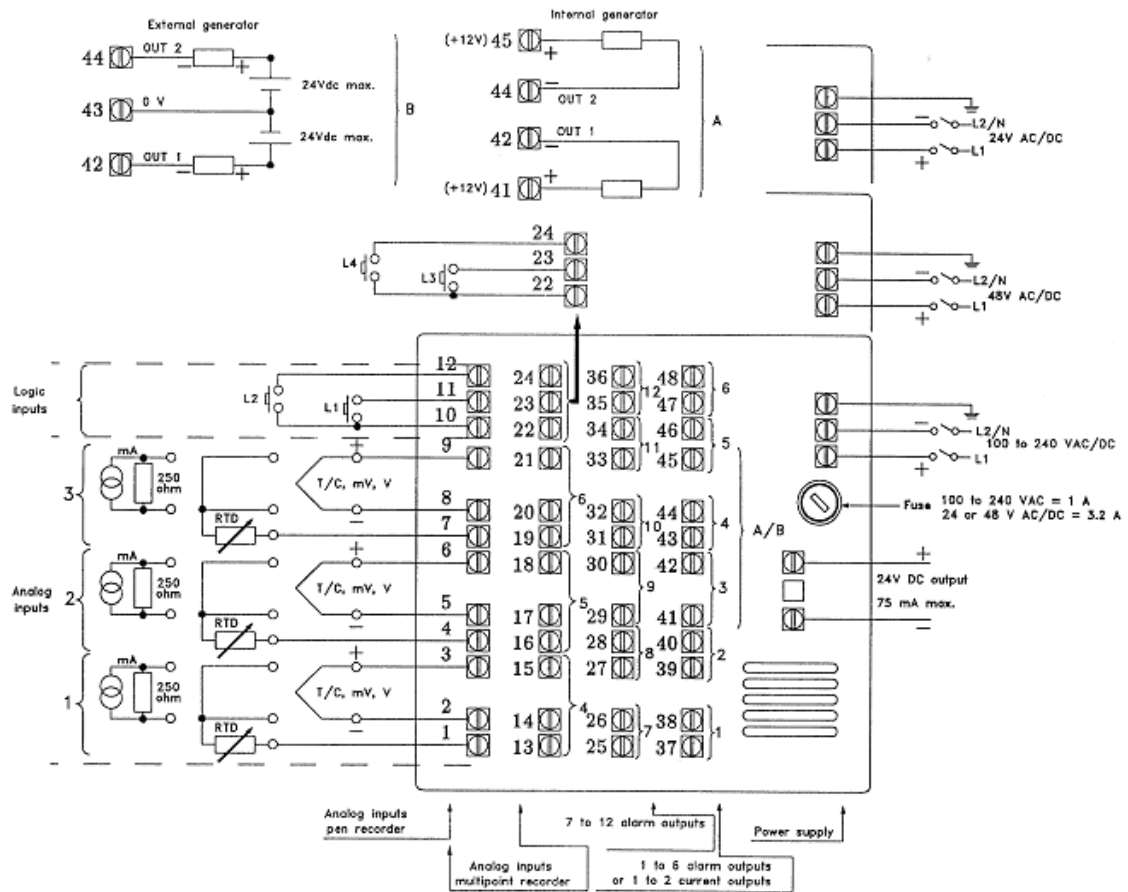 External generator
44 OUT 2
− +
24Vdc max.
43 0 V
24Vdc max.
42 OUT 1
− +
B
Internal generator
(+12V) 45
+
−
44 OUT 2
42 OUT 1
−
+
(+12V) 41
A
− L2/N
24V AC/DC
+ L1
24
23
22
L4
L3
− L2/N
48V AC/DC
+ L1
− L2/N
100 to 240 VAC/DC
+ L1
Fuse 100 to 240 VAC = 1 A
24 or 48 V AC/DC = 3.2 A
+
24V DC output
75 mA max.
−
Logic
inputs
L2
L1
12
11
10
Analog
inputs
3
mA
250
ohm
RTD
+
T/C, mV, V
−
9
8
7
2
mA
250
ohm
RTD
+
T/C, mV, V
−
6
5
4
1
mA
250
ohm
RTD
+
T/C, mV, V
−
3
2
1
24
23
22
21
20
19
6
18
17
16
5
15
14
13
4
36
35
12
34
33
11
32
31
10
30
29
9
28
27
8
26
25
7
48
47
6
46
45
5
44
43
4
42
41
3
40
39
2
38
37
1
A/B
Analog inputs
pen recorder
Analog inputs
multipoint recorder
7 to 12 alarm outputs
1 to 6 alarm outputs
or 1 to 2 current outputs
Power supply